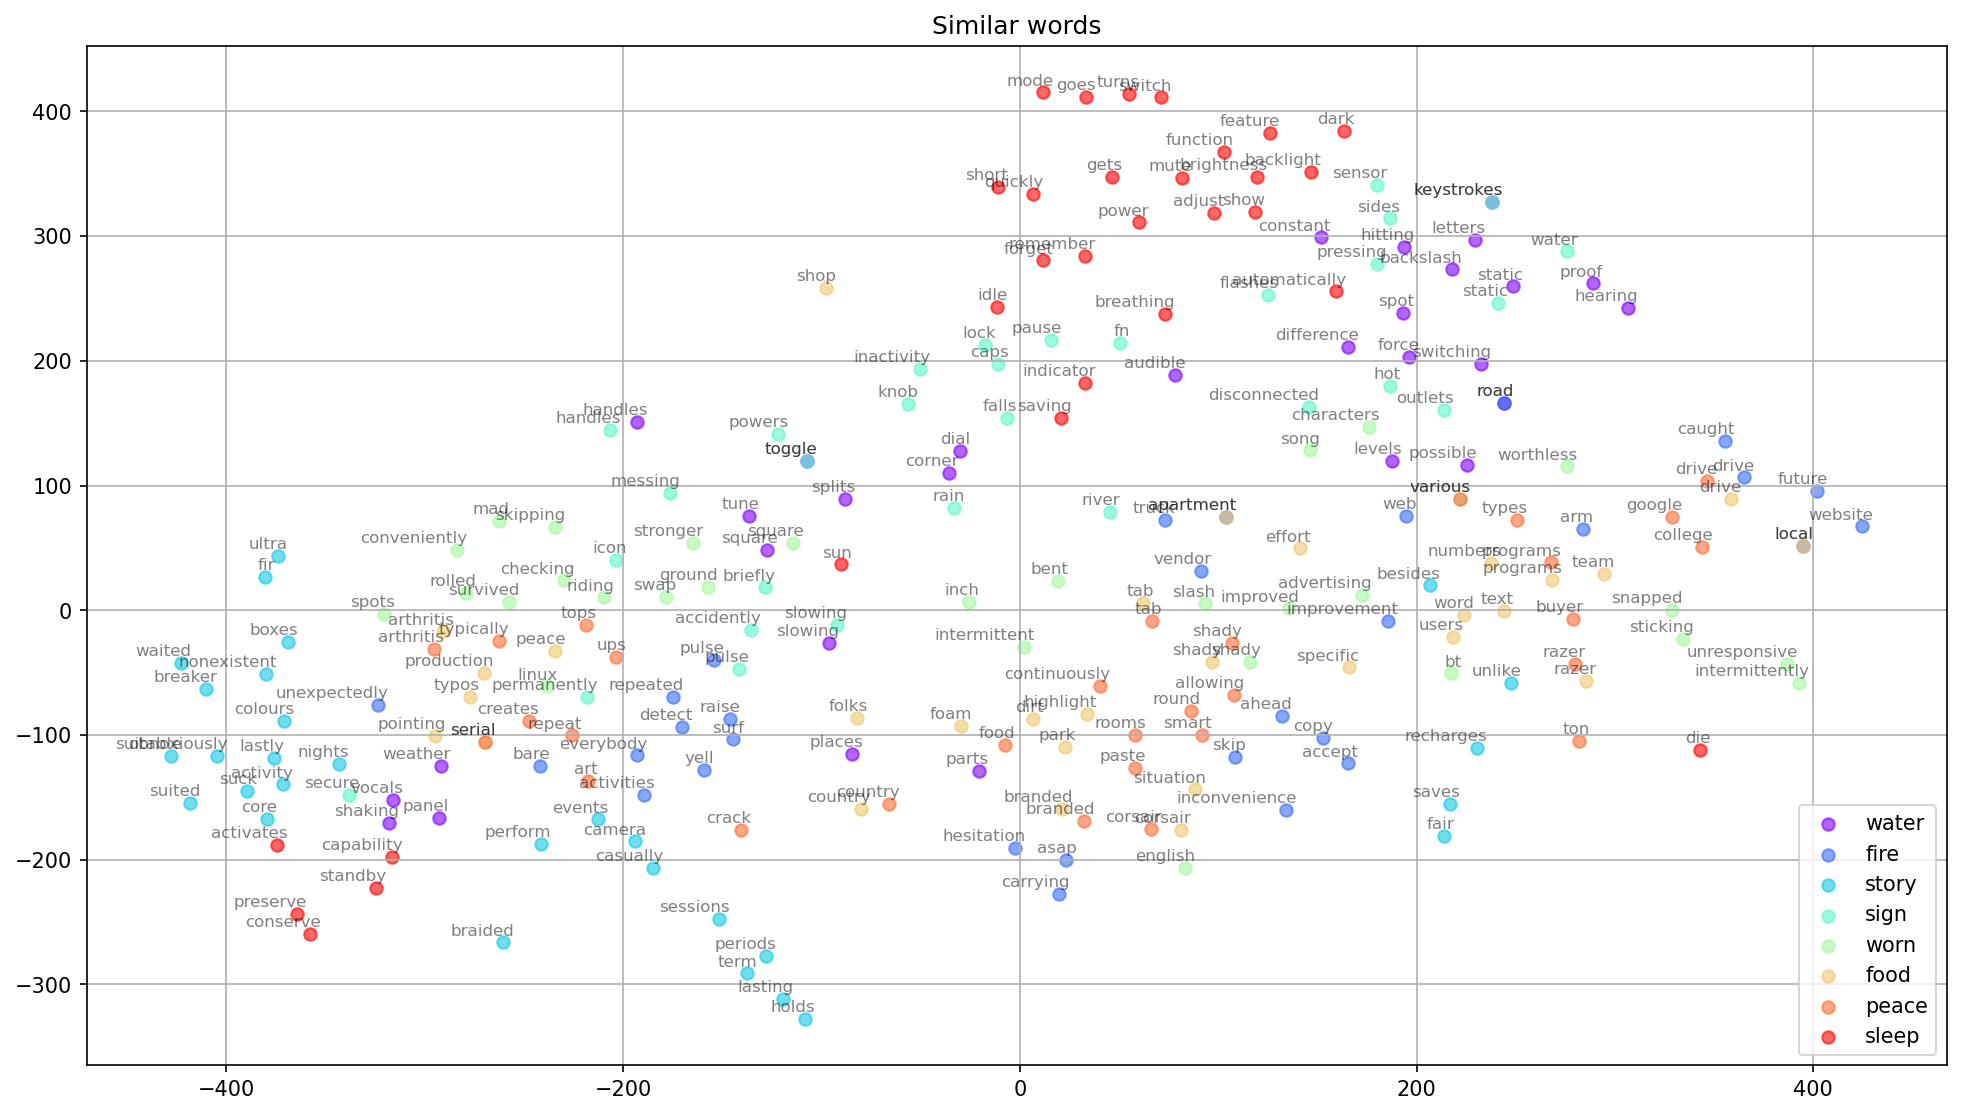 Similar words
mode goes turns switch
feature dark
function
gets mute brightness backlight
short quickly sensor
keystrokes
power adjust show sides
constant letters
remember hitting water
forget pressing backslash
shop flashes automatically static proof
idle static hearing
breathing spot
lock pause fn difference
inactivity caps audible force switching
indicator hot
knob disconnected road
handles falls saving outlets
handles powers characters
dial song caught
toggle corner levels possible worthless
messing splits drive drive
various drive future
mad tune rain river truck apartment web types google
skipping arm website
conveniently stronger square square effort college local
ultra icon sun numbers programs
fir checking vendor programs team
rolled survived riding swap ground briefly bent advertising besides
spots inch tab slash improved word text snapped
arthritis tops accidently slowing tab improvement buyer
boxes arthritis typically slowing shady users sticking
waited peace ups intermittent
nonexistent pulse pulse shady shady specific razer unresponsive
breaker production linux continuously bt unlike razer intermittently
unexpectedly typos permanently repeated allowing
colours creates raise folks foam dirt highlight round ahead
pointing serial repeat detect surf rooms smart
lastly weather everybody food park copy recharges ton die
nights bare yell places parts paste skip accept
activity art situation
suck secure vocals activities
suited panel events country country branded inconvenience saves
core shaking branded corsair corsair
activates perform camera crack fair
capability casually hesitation asap english
standby carrying
preserve sessions
conserve braided
periods
term
lasting
holds
400
300
200
100
0
−100
−200
−300
−400 −200 0 200 400
water
fire
story
sign
worn
food
peace
sleep